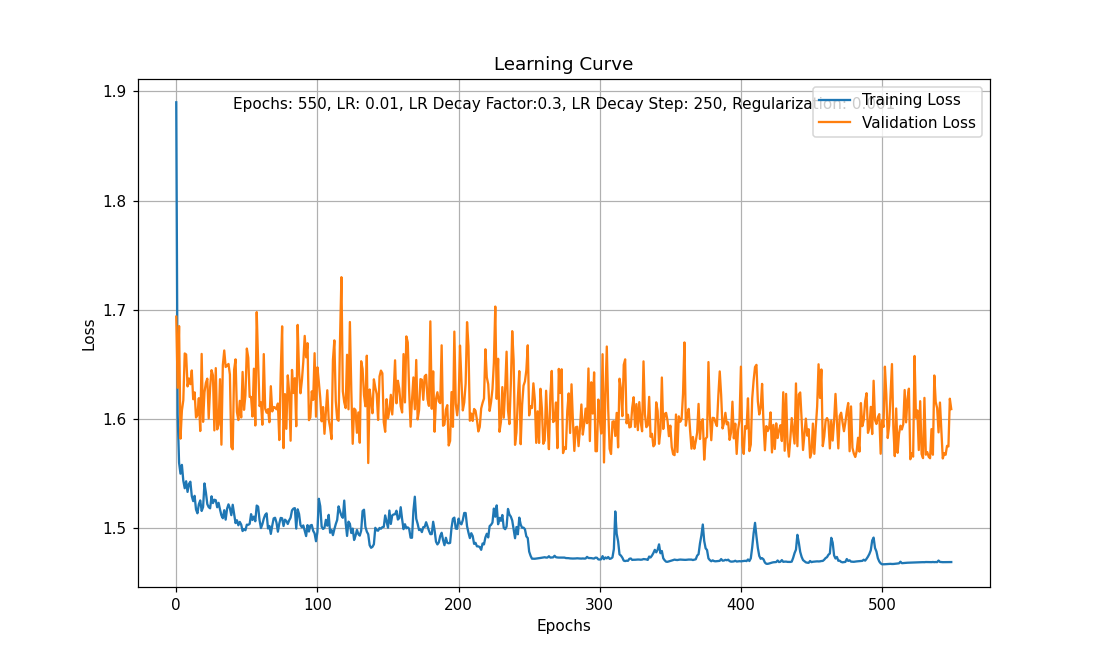 Learning Curve
Epochs: 550, LR: 0.01, LR Decay Factor:0.3, LR Decay Step: 250, Regularization:
Training Loss
Validation Loss
1.9
1.8
1.7
1.6
1.5
Loss
0 100 200 300 400 500
Epochs